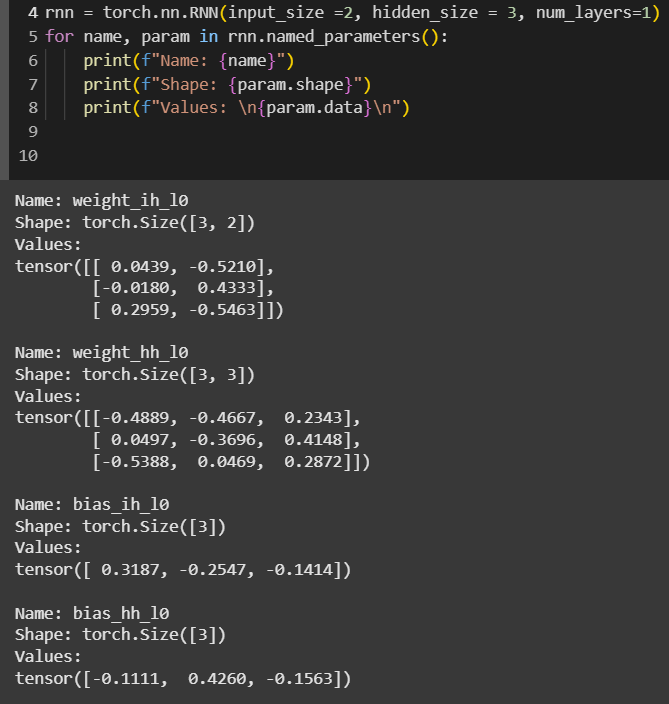 4 rnn = torch.nn.RNN(input_size =2, hidden_size = 3, num_layers=1)
5 for name, param in rnn.named_parameters():
6     print(f"Name: {name}")
7     print(f"Shape: {param.shape}")
8     print(f"Values: \n{param.data}\n")
9
10
Name: weight_ih_l0
Shape: torch.Size([3, 2])
Values:
tensor([[ 0.0439, -0.5210],
        [-0.0180,  0.4333],
        [ 0.2959, -0.5463]])
Name: weight_hh_l0
Shape: torch.Size([3, 3])
Values:
tensor([[-0.4889, -0.4667,  0.2343],
        [ 0.0497, -0.3696,  0.4148],
        [-0.5388,  0.0469,  0.2872]])
Name: bias_ih_l0
Shape: torch.Size([3])
Values:
tensor([ 0.3187, -0.2547, -0.1414])
Name: bias_hh_l0
Shape: torch.Size([3])
Values:
tensor([-0.1111,  0.4260, -0.1563])